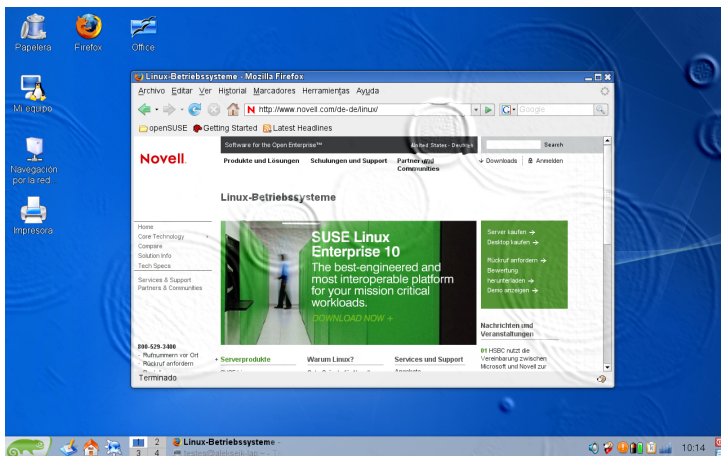 Papelera
Firefox
Office
Mi equipo
Navegación
por la red
Impresora
Linux-Betriebssysteme - Mozilla Firefox
Archivo Editar Ver Historial Marcadores Herramientas Ayuda
http://www.novell.com/de-de/linux/
Google
openSUSE Getting Started Latest Headlines
Software for the Open Enterprise™
United States - Deutsch
Search
Novell.
Produkte und Lösungen
Schulungen und Support
Partner und
Communities
Downloads
Anmelden
Linux-Betriebssysteme
Home
Core Technology
Compare
Solution Info
Tech Specs
Services & Support
Partners & Communities
SUSE Linux
Enterprise 10
The best-engineered and
most interoperable platform
for your mission critical
workloads.
DOWNLOAD NOW +
Server kaufen →
Desktop kaufen →
Rückruf anfordern →
Bewertung
herunterladen →
Demo anzeigen →
Nachrichten und
Veranstaltungen
01 HSBC nutzt die
Vereinbarung zwischen
Microsoft und Novell zur
800-529-3400
- Rufnummern vor Ort
- Rückruf anfordern
+ Serverprodukte
Warum Linux?
Services und Support
Terminado
2
3 4
Linux-Betriebssysteme -
10:14